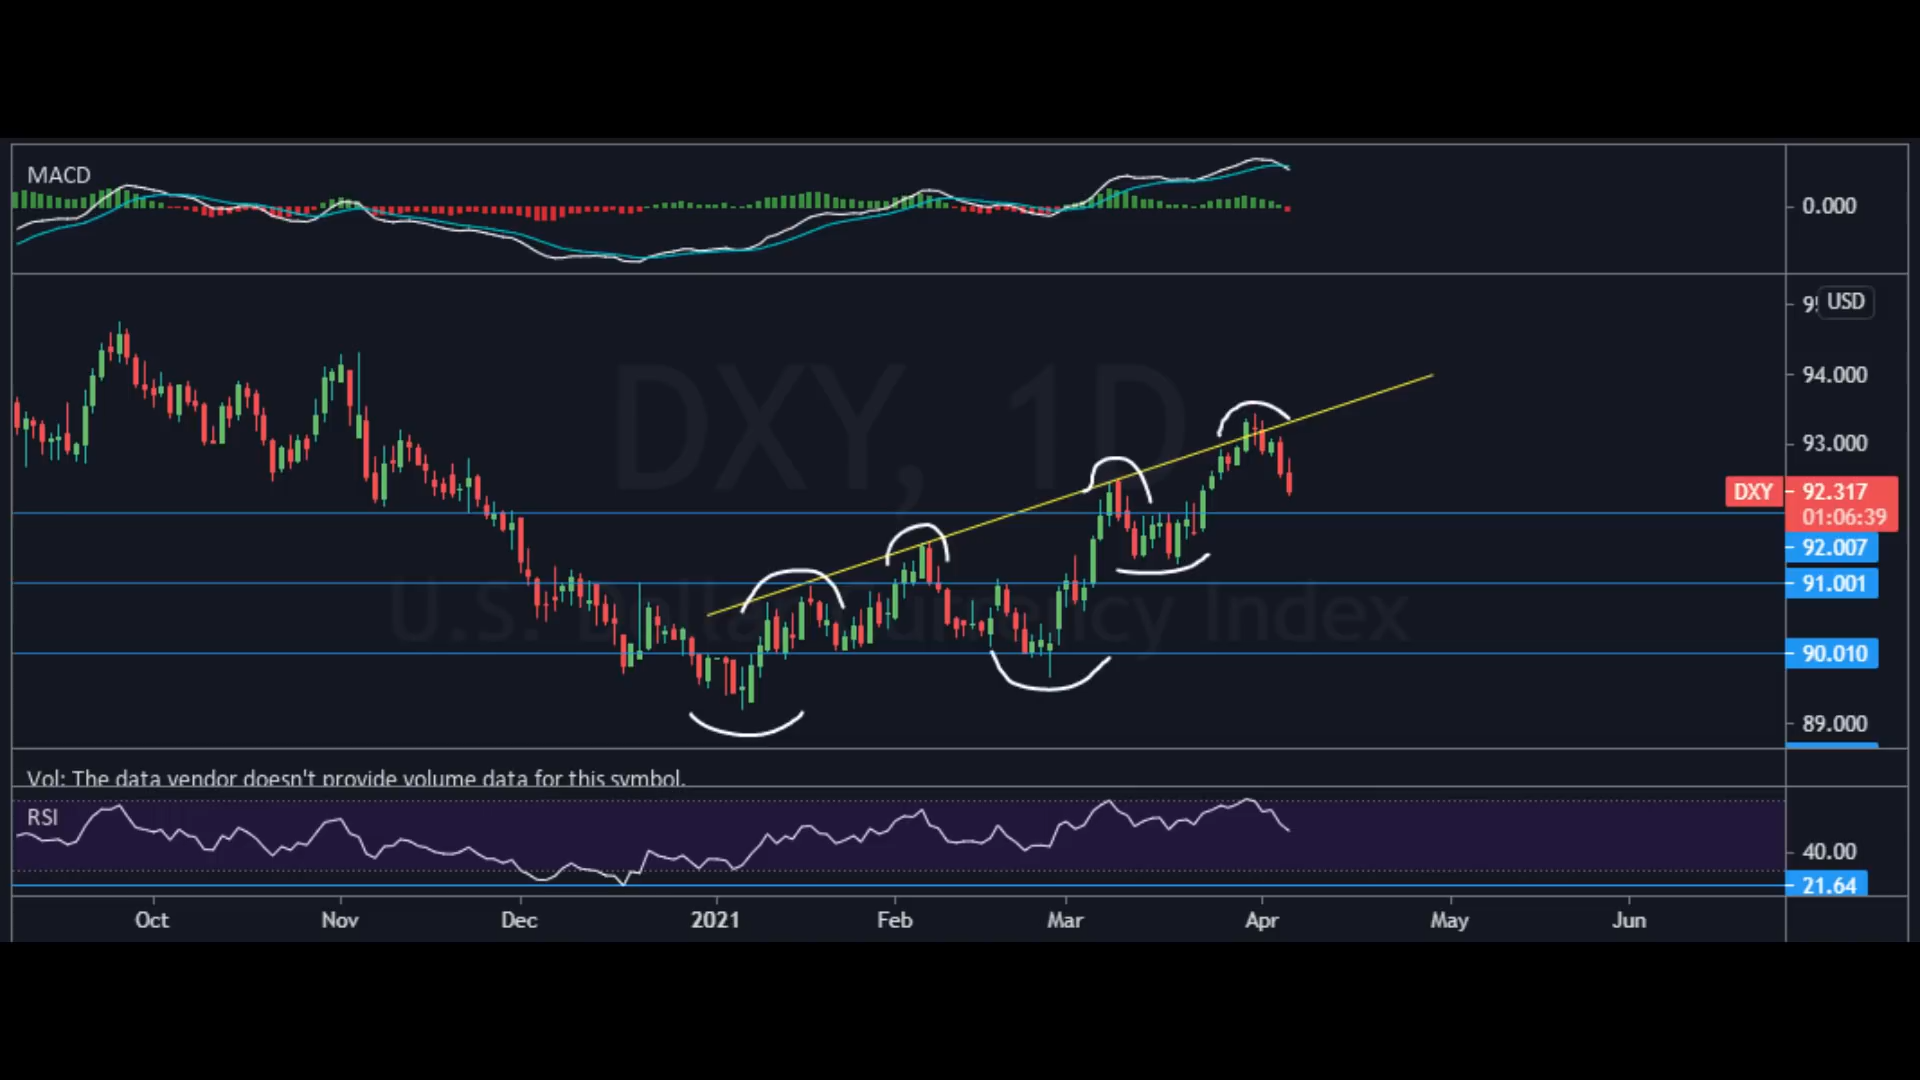 MACD
0.000
USD
94.000
93.000
DXY, 1D
DXY 92.317
01:06:39
92.007
91.001
U.S. Dollar Currency Index
90.010
89.000
Vol: The data vendor doesn't provide volume data for this symbol.
RSI
40.00
21.64
Oct Nov Dec 2021 Feb Mar Apr May Jun